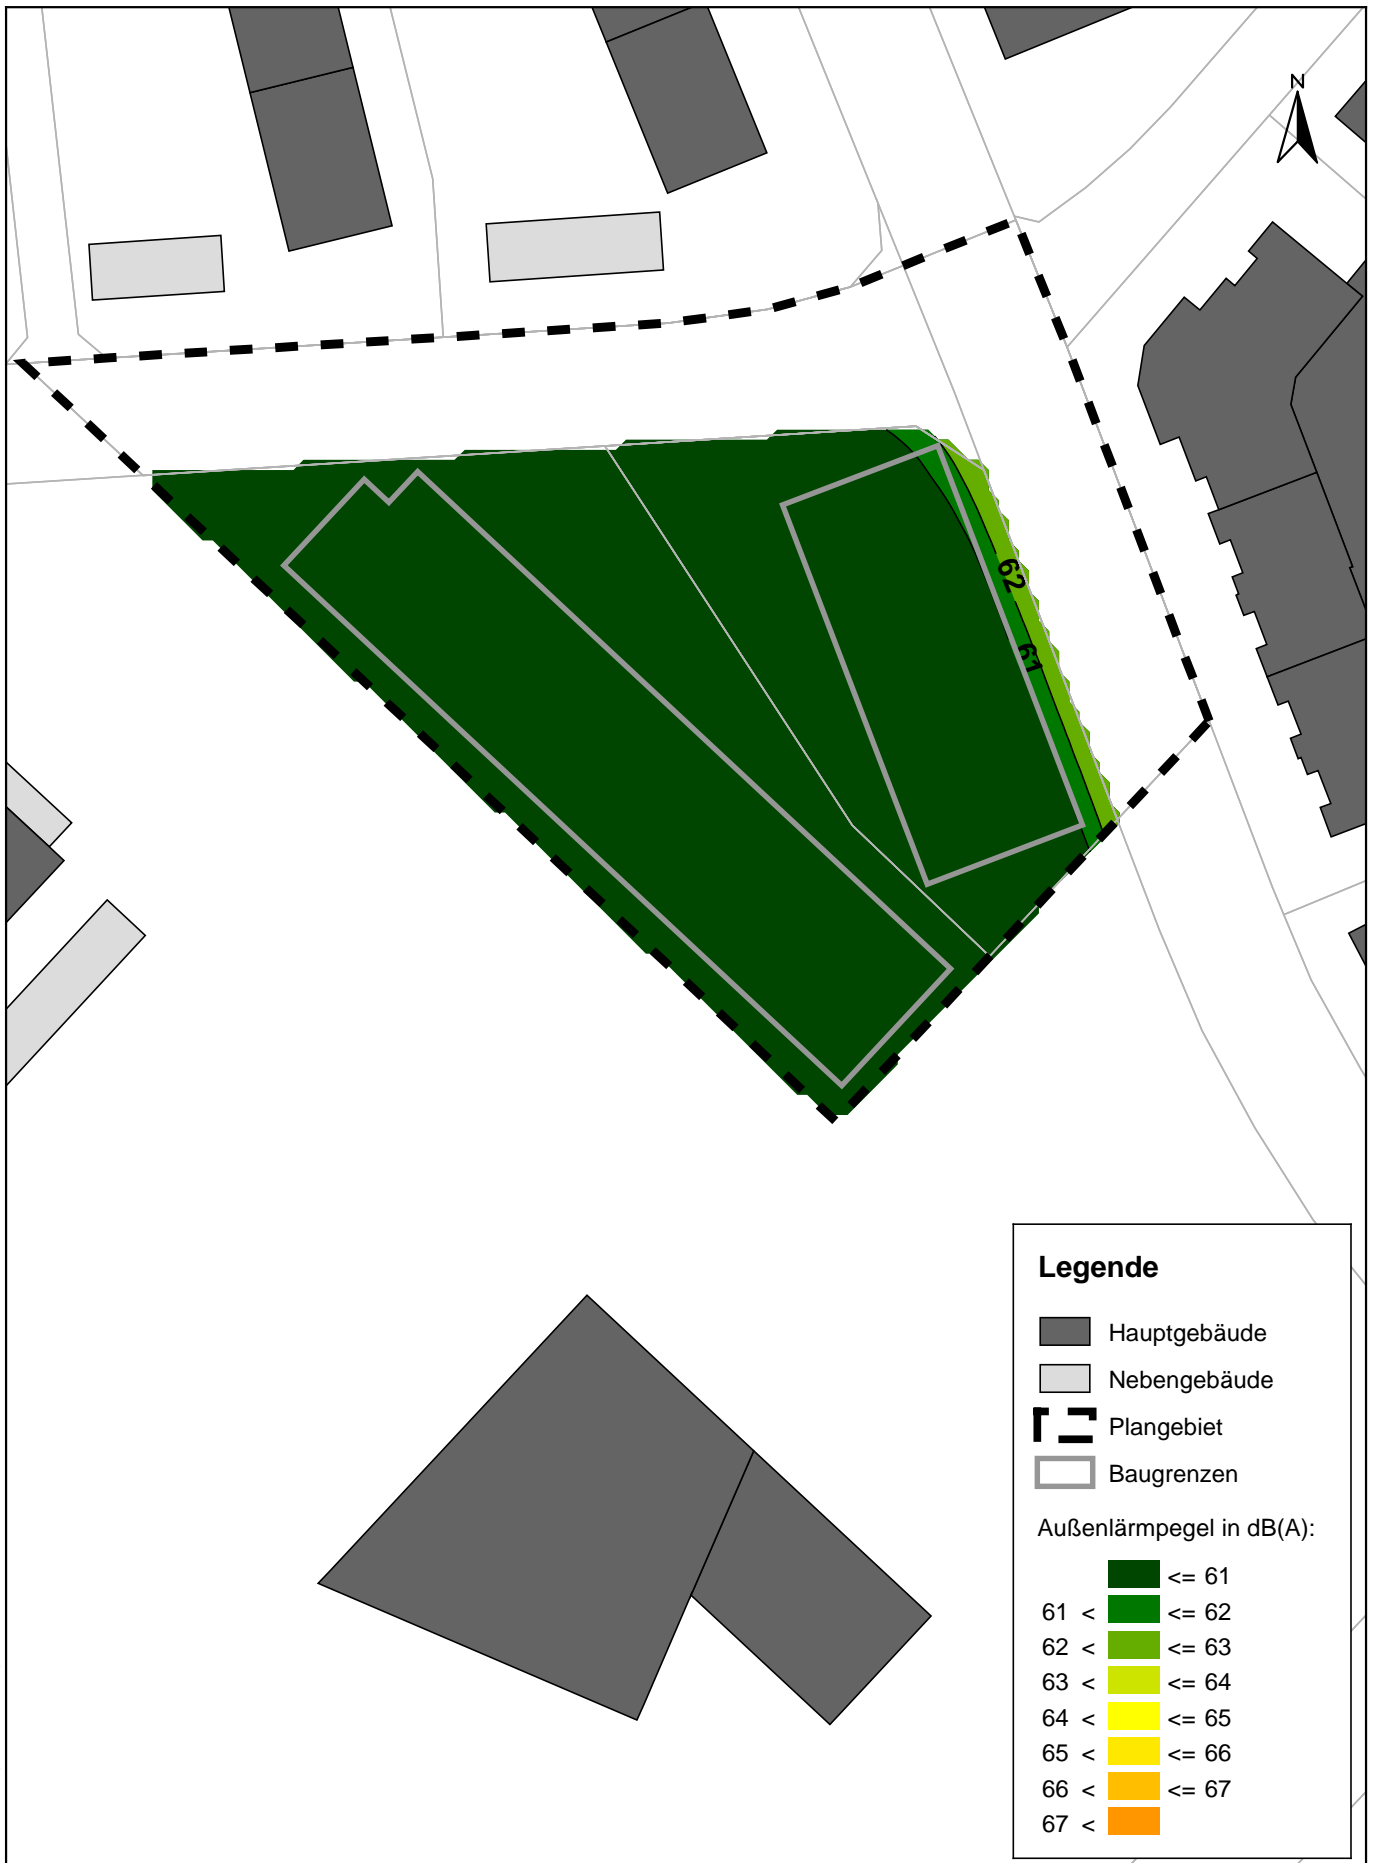 N
62
61
Legende
Hauptgebäude
Nebengebäude
Plangebiet
Baugrenzen
Außenlärmpegel in dB(A):
<= 61
61 < <= 62
62 < <= 63
63 < <= 64
64 < <= 65
65 < <= 66
66 < <= 67
67 <